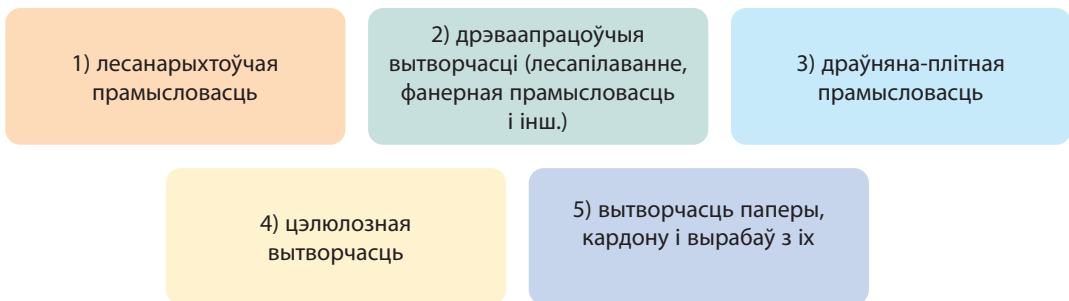 1) лесанарыхтоўчая
прамысловасць
2) дрэваапрацоўчыя
вытворчасці (лесапілаванне,
фанерная прамысловасць
і інш.)
3) драўняна-плітная
прамысловасць
4) цэлюлозная
вытворчасць
5) вытворчасць паперы,
кардону і вырабаў з іх